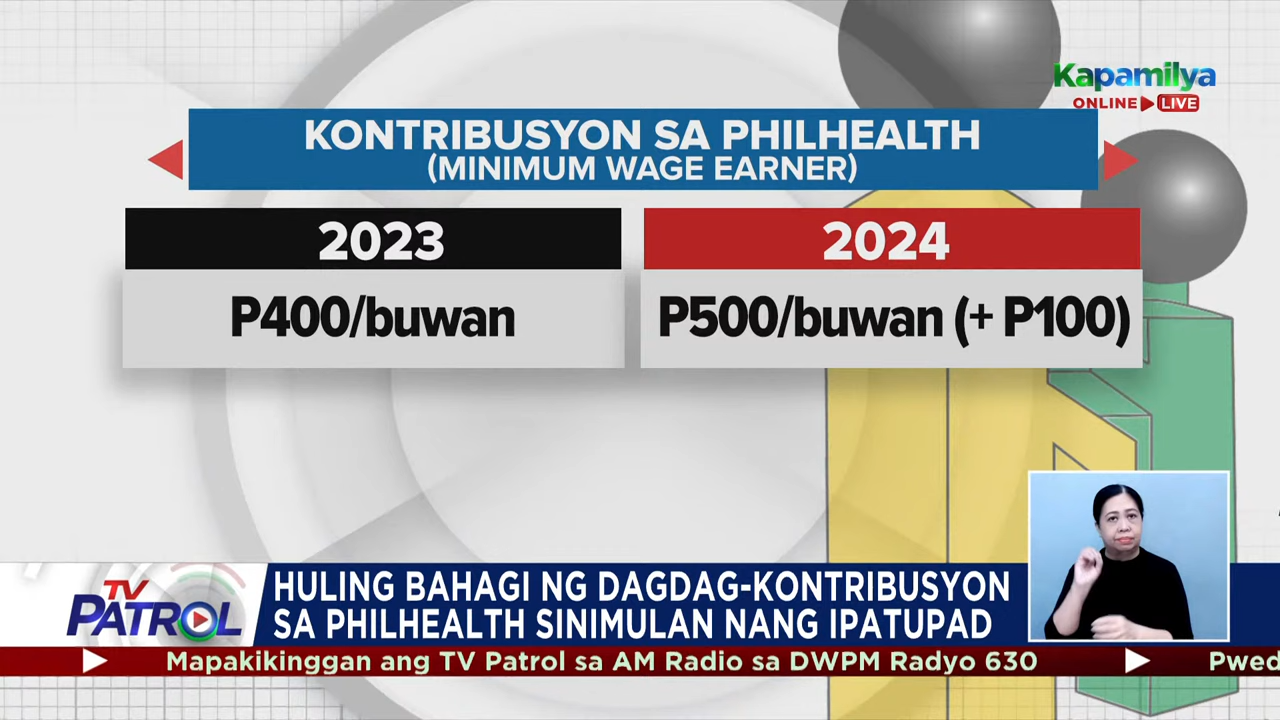 Kapamilya
ONLINE LIVE
KONTRIBUSYON SA PHILHEALTH
(MINIMUM WAGE EARNER)
2023
2024
P400/buwan
P500/buwan (+ P100)
TV
PATROL
HULING BAHAGI NG DAGDAG-KONTRIBUSYON
SA PHILHEALTH SINIMULAN NANG IPATUPAD
Mapakikinggan ang TV Patrol sa AM Radio sa DWPM Radyo 630